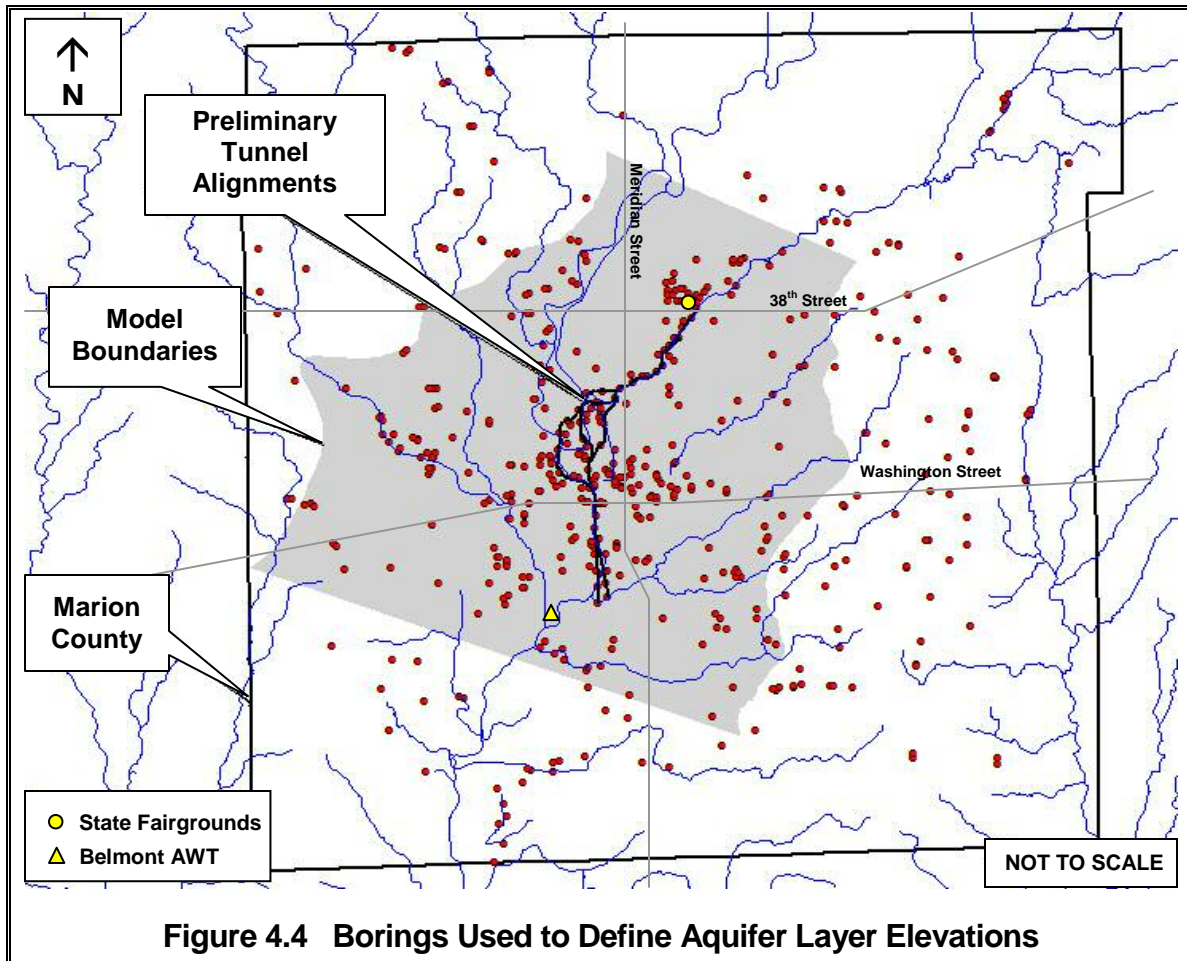 N
Preliminary
Tunnel
Alignments
Meridian Street
38th Street
Model
Boundaries
Washington Street
Marion
County
State Fairgrounds
Belmont AWT
NOT TO SCALE
Figure 4.4 Borings Used to Define Aquifer Layer Elevations